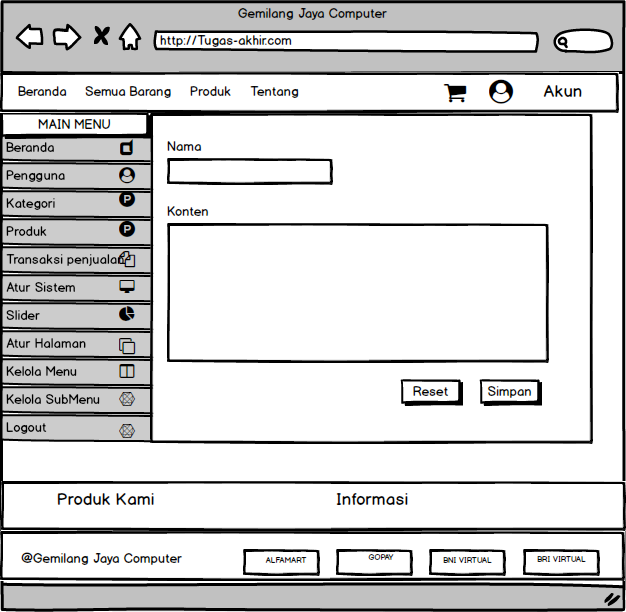 Gemilang Jaya Computer
http://Tugas-akhir.com
Beranda Semua Barang Produk Tentang Akun
MAIN MENU
Beranda
Pengguna
Kategori
Produk
Transaksi penjualan
Atur Sistem
Slider
Atur Halaman
Kelola Menu
Kelola SubMenu
Logout
Nama
Konten
Reset Simpan
Produk Kami Informasi
@Gemilang Jaya Computer ALFAMART GOPAY BNI VIRTUAL BRI VIRTUAL